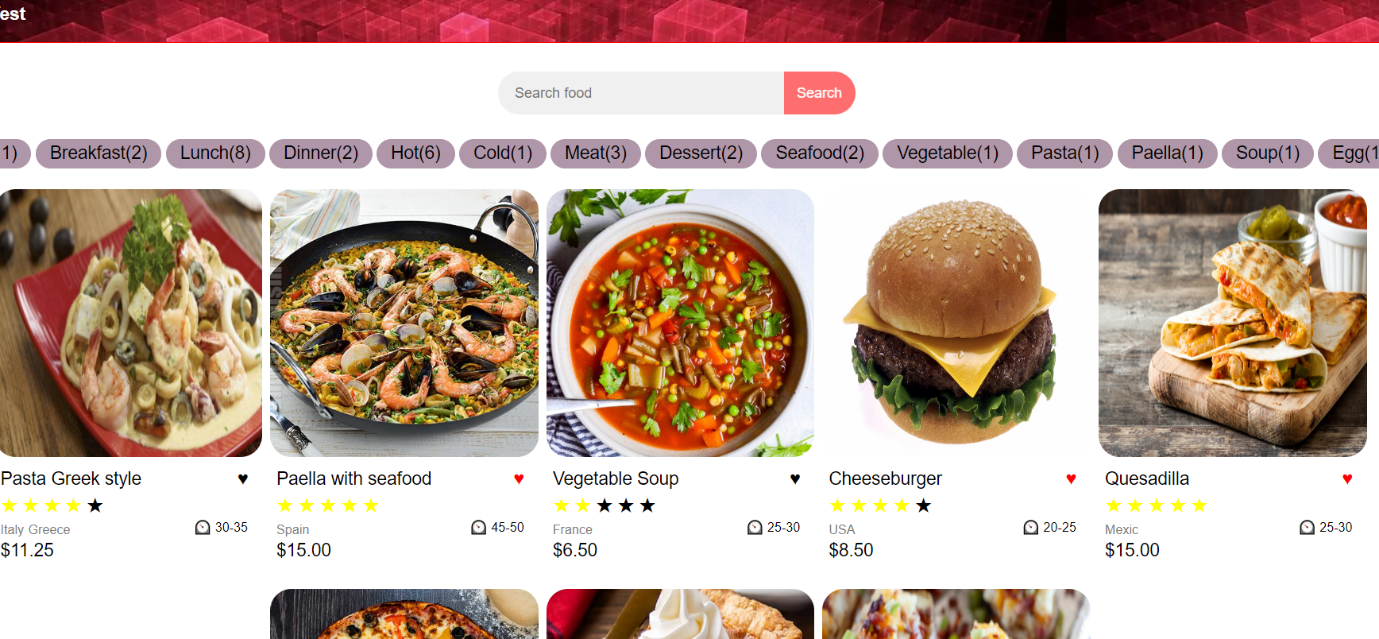 est
Search food
Search
1) Breakfast(2) Lunch(8) Dinner(2) Hot(6) Cold(1) Meat(3) Dessert(2) Seafood(2) Vegetable(1) Pasta(1) Paella(1) Soup(1) Egg(1
Pasta Greek style ♥ Paella with seafood ♥ Vegetable Soup ♥ Cheeseburger ♥ Quesadilla ♥
★ ★ ★ ★ ★ ★ ★ ★ ★ ★ ★ ★ ★ ★ ★ ★ ★ ★ ★ ★ ★ ★ ★ ★ ★
Italy Greece 30-35 Spain 45-50 France 25-30 USA 20-25 Mexic 25-30
$11.25 $15.00 $6.50 $8.50 $15.00